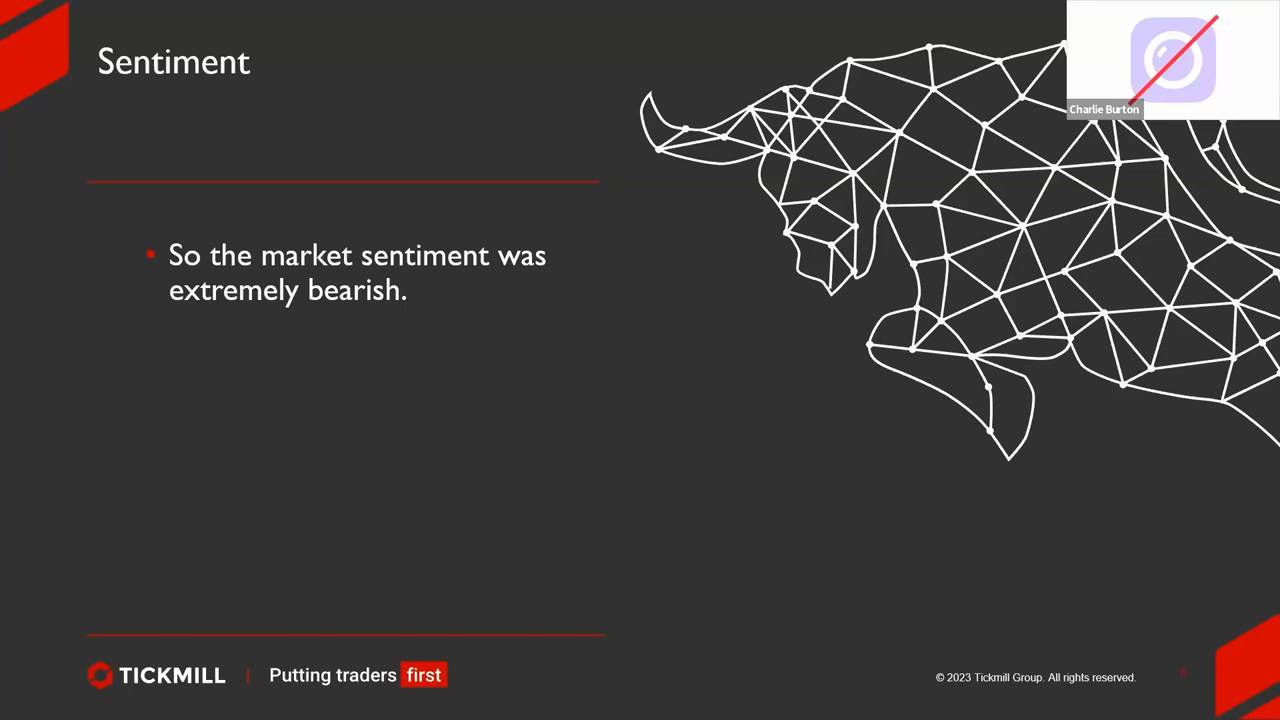 Sentiment
Charlie Burton
So the market sentiment was
extremely bearish.
TICKMILL | Putting traders first
© 2023 Tickmill Group. All rights reserved.